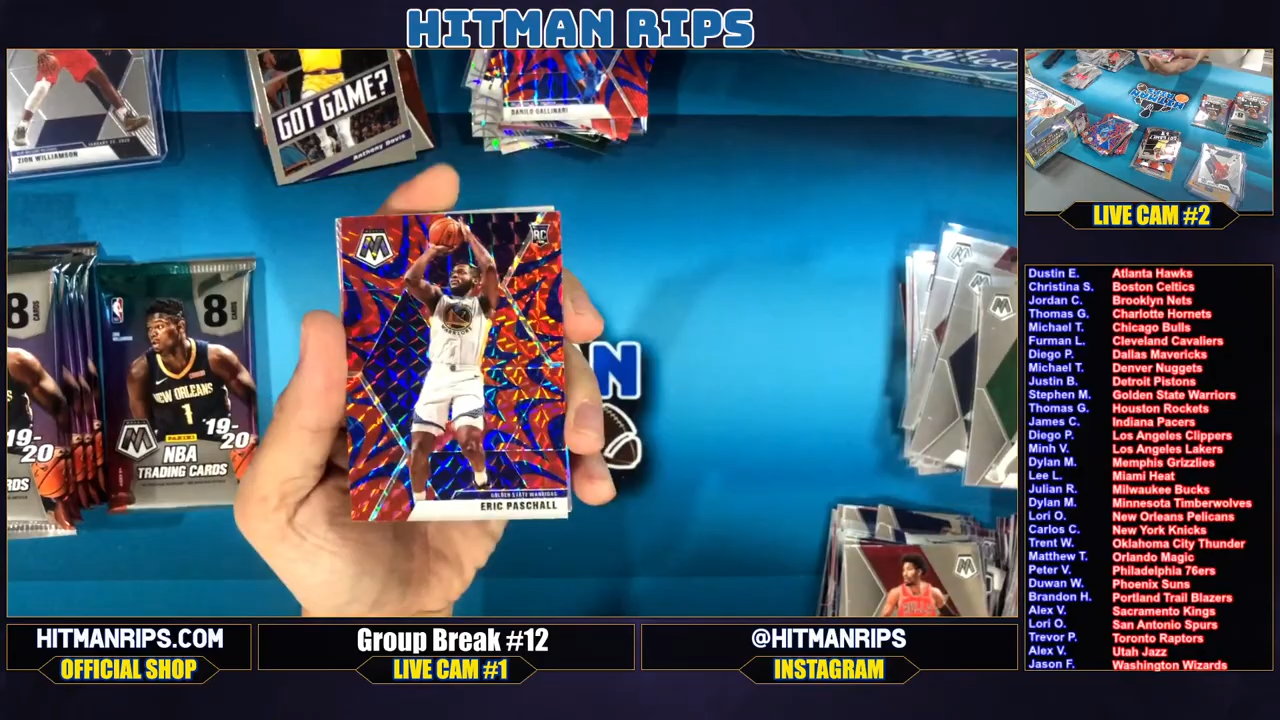 HITMAN RIPS
ZION WILLIAMSON
GOT GAME?
Anthony Davis
DANILO GALLINARI
LIVE CAM #2
RC
GOLDEN STATE WARRIORS
ERIC PASCHALL
8
CARDS
8
CARDS
NEW ORLEANS
1
19-
20
19-
20
PANINI
NBA
TRADING CARDS
Dustin E. Atlanta Hawks
Christina S. Boston Celtics
Jordan C. Brooklyn Nets
Thomas G. Charlotte Hornets
Michael T. Chicago Bulls
Furman L. Cleveland Cavaliers
Diego P. Dallas Mavericks
Michael T. Denver Nuggets
Justin B. Detroit Pistons
Stephen M. Golden State Warriors
Thomas G. Houston Rockets
James C. Indiana Pacers
Diego P. Los Angeles Clippers
Minh V. Los Angeles Lakers
Dylan M. Memphis Grizzlies
Lee L. Miami Heat
Julian R. Milwaukee Bucks
Dylan M. Minnesota Timberwolves
Lori O. New Orleans Pelicans
Carlos C. New York Knicks
Trent W. Oklahoma City Thunder
Matthew T. Orlando Magic
Peter V. Philadelphia 76ers
Duwan W. Phoenix Suns
Brandon H. Portland Trail Blazers
Alex V. Sacramento Kings
Lori O. San Antonio Spurs
Trevor P. Toronto Raptors
Alex V. Utah Jazz
Jason F. Washington Wizards
HITMANRIPS.COM
OFFICIAL SHOP
Group Break #12
LIVE CAM #1
@HITMANRIPS
INSTAGRAM